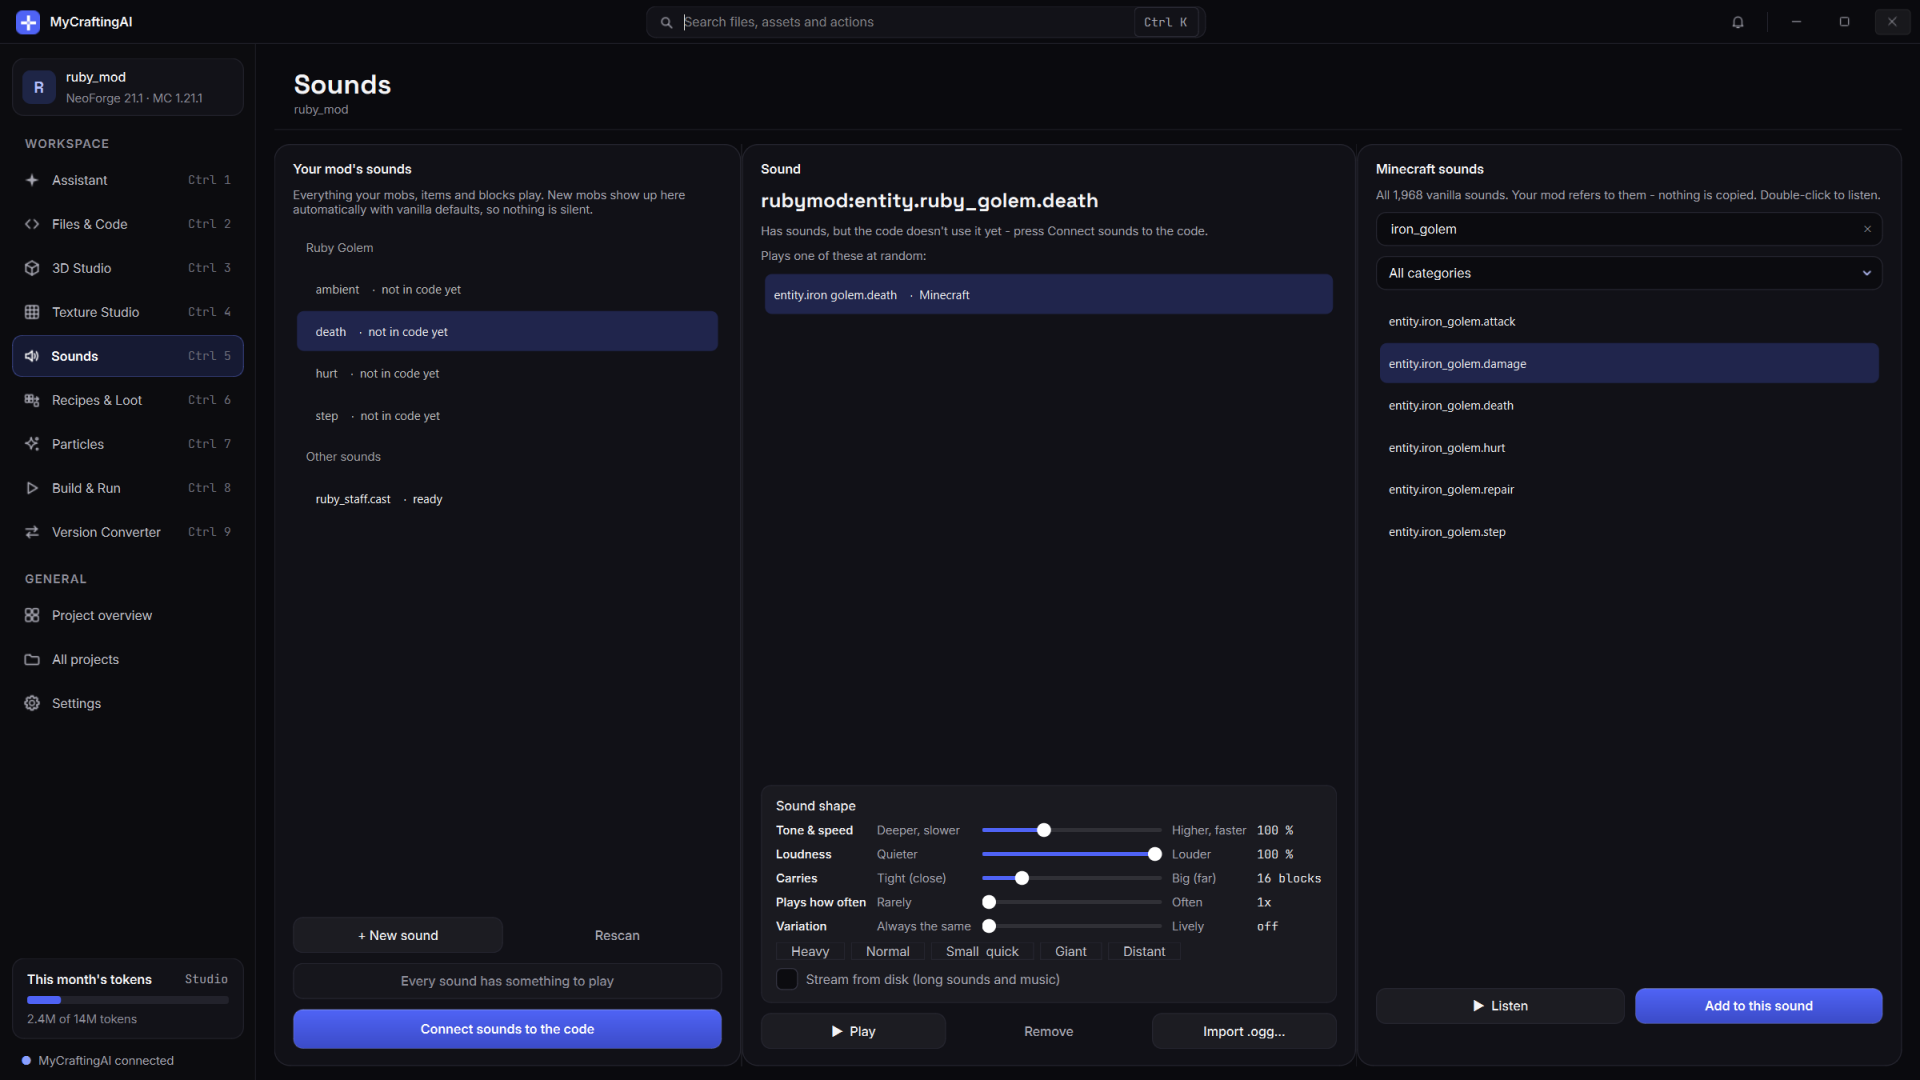 MyCraftingAI
Search files, assets and actions
Ctrl K
R
ruby_mod
NeoForge 21.1 · MC 1.21.1
WORKSPACE
Assistant Ctrl 1
Files & Code Ctrl 2
3D Studio Ctrl 3
Texture Studio Ctrl 4
Sounds Ctrl 5
Recipes & Loot Ctrl 6
Particles Ctrl 7
Build & Run Ctrl 8
Version Converter Ctrl 9
GENERAL
Project overview
All projects
Settings
This month's tokens Studio
2.4M of 14M tokens
MyCraftingAI connected
Sounds
ruby_mod
Your mod's sounds
Everything your mobs, items and blocks play. New mobs show up here
automatically with vanilla defaults, so nothing is silent.
Ruby Golem
ambient · not in code yet
death · not in code yet
hurt · not in code yet
step · not in code yet
Other sounds
ruby_staff.cast · ready
+ New sound
Rescan
Every sound has something to play
Connect sounds to the code
Sound
rubymod:entity.ruby_golem.death
Has sounds, but the code doesn't use it yet - press Connect sounds to the code.
Plays one of these at random:
entity.iron golem.death · Minecraft
Sound shape
Tone & speed Deeper, slower Higher, faster 100 %
Loudness Quieter Louder 100 %
Carries Tight (close) Big (far) 16 blocks
Plays how often Rarely Often 1x
Variation Always the same Lively off
Heavy Normal Small quick Giant Distant
Stream from disk (long sounds and music)
Play
Remove
Import .ogg...
Minecraft sounds
All 1,968 vanilla sounds. Your mod refers to them - nothing is copied. Double-click to listen.
iron_golem
All categories
entity.iron_golem.attack
entity.iron_golem.damage
entity.iron_golem.death
entity.iron_golem.hurt
entity.iron_golem.repair
entity.iron_golem.step
Listen
Add to this sound